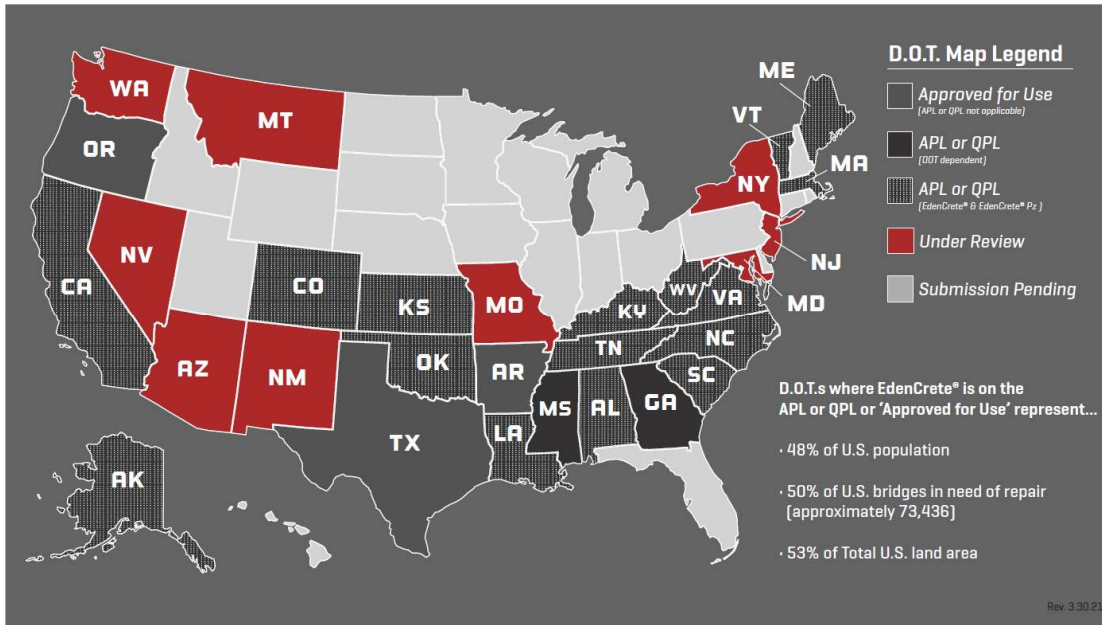 D.O.T. Map Legend
Approved for Use
(APL or QPL not applicable)
APL or QPL
(DOT dependent)
APL or QPL
(EdenCrete® & EdenCrete® Pz )
Under Review
Submission Pending
WA
MT
ME
VT
OR
MA
NY
NV
NJ
CA
CO
KS
MO
MD
KY
WV
VA
NC
TN
OK
AR
SC
AZ
NM
MS
AL
GA
LA
TX
AK
D.O.T.s where EdenCrete® is on the
APL or QPL or ‘Approved for Use’ represent...
· 48% of U.S. population
· 50% of U.S. bridges in need of repair
(approximately 73,436)
· 53% of Total U.S. land area
Rev. 3.30.21